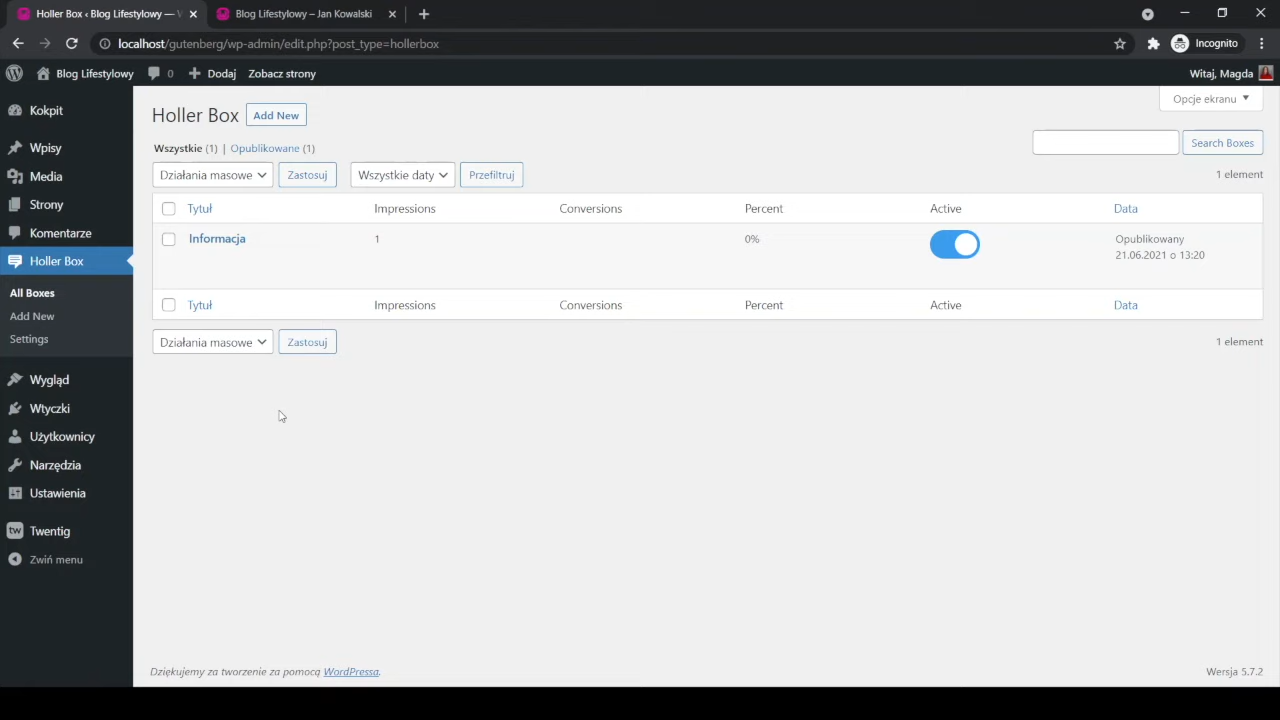 Holler Box ‹ Blog Lifestylowy —
Blog Lifestylowy – Jan Kowalski
localhost/gutenberg/wp-admin/edit.php?post_type=hollerbox
Incognito
Blog Lifestylowy
0
Dodaj
Zobacz strony
Witaj, Magda
Kokpit
Wpisy
Media
Strony
Komentarze
Holler Box
All Boxes
Add New
Settings
Wygląd
Wtyczki
Użytkownicy
Narzędzia
Ustawienia
tw Twentig
Zwiń menu
Holler Box
Add New
Opcje ekranu
Wszystkie (1) | Opublikowane (1)
Search Boxes
Działania masowe
Zastosuj
Wszystkie daty
Przefiltruj
1 element
Tytuł Impressions Conversions Percent Active Data
Informacja 1 0% Opublikowany
21.06.2021 o 13:20
Tytuł Impressions Conversions Percent Active Data
Działania masowe
Zastosuj
1 element
Dziękujemy za tworzenie za pomocą WordPressa.
Wersja 5.7.2